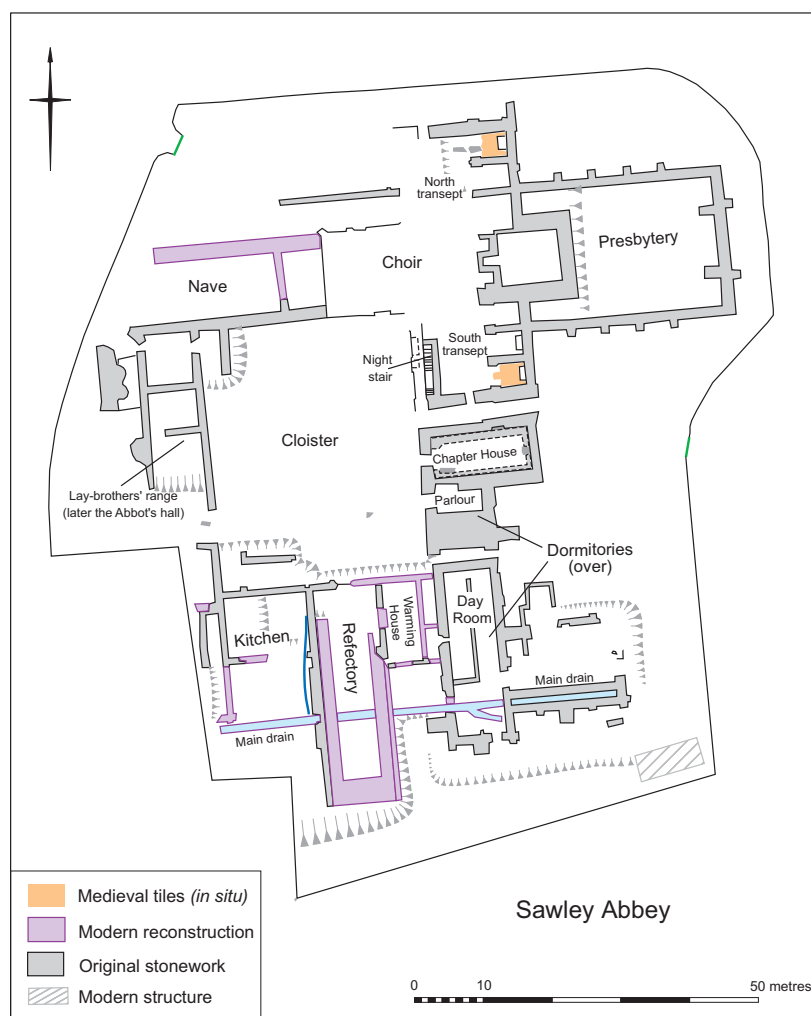 North
transept
Presbytery
Choir
Nave
South
transept
Night
stair
Cloister
Chapter House
Lay-brothers' range
(later the Abbot's hall)
Parlour
Dormitories
(over)
Day
Room
Warming
House
Refectory
Kitchen
Main drain
Main drain
Sawley Abbey
Medieval tiles (in situ)
Modern reconstruction
Original stonework
Modern structure
0 10 50 metres